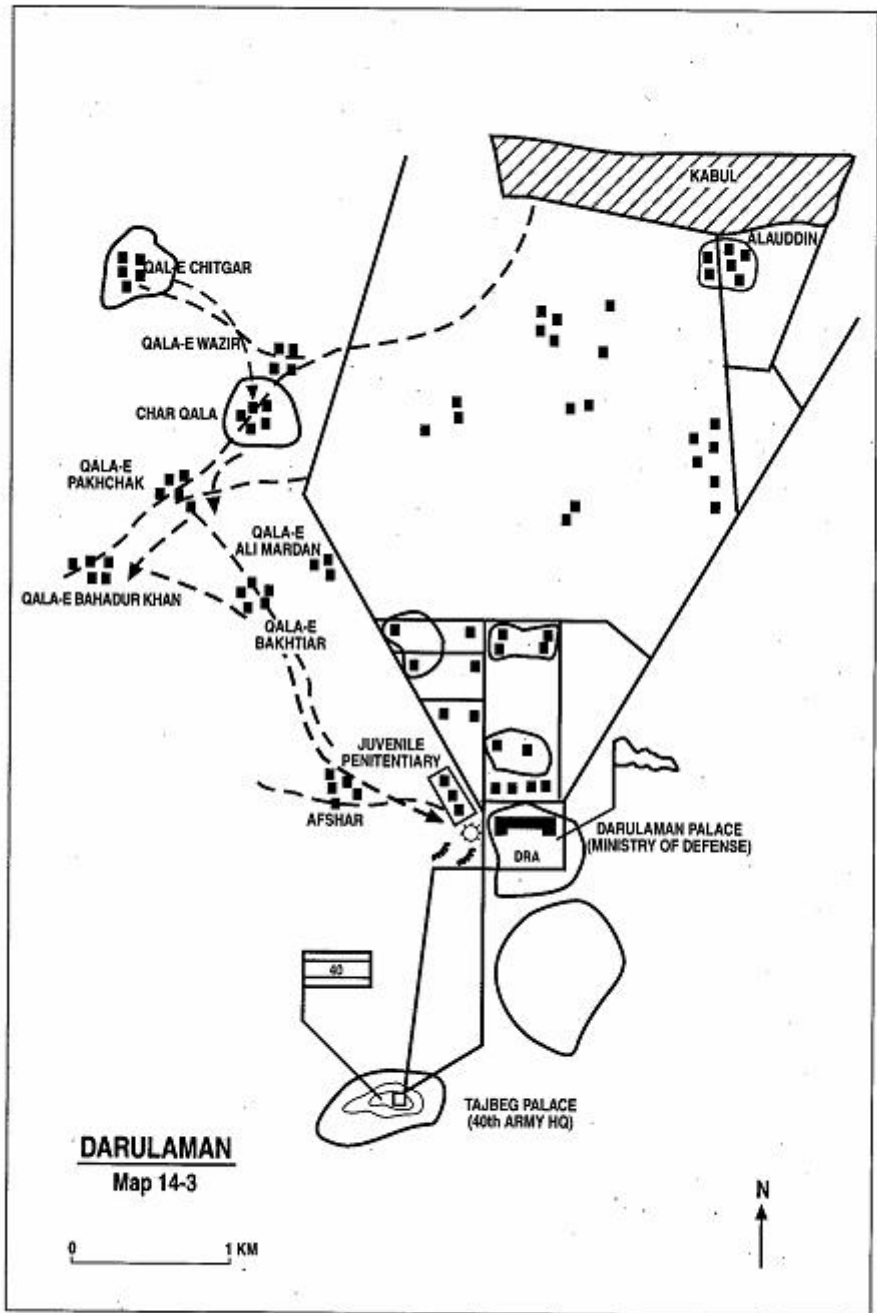 KABUL
ALAUDDIN
QAL-E CHITGAR
QALA-E WAZIR
CHAR QALA
QALA-E
PAKHCHAK
QALA-E
ALI MARDAN
QALA-E BAHADUR KHAN
QALA-E
BAKHTIAR
JUVENILE
PENITENTIARY
AFSHAR
DRA
DARULAMAN PALACE
(MINISTRY OF DEFENSE)
40
TAJBEG PALACE
(40th ARMY HQ)
DARULAMAN
Map 14-3
0 1 KM
N